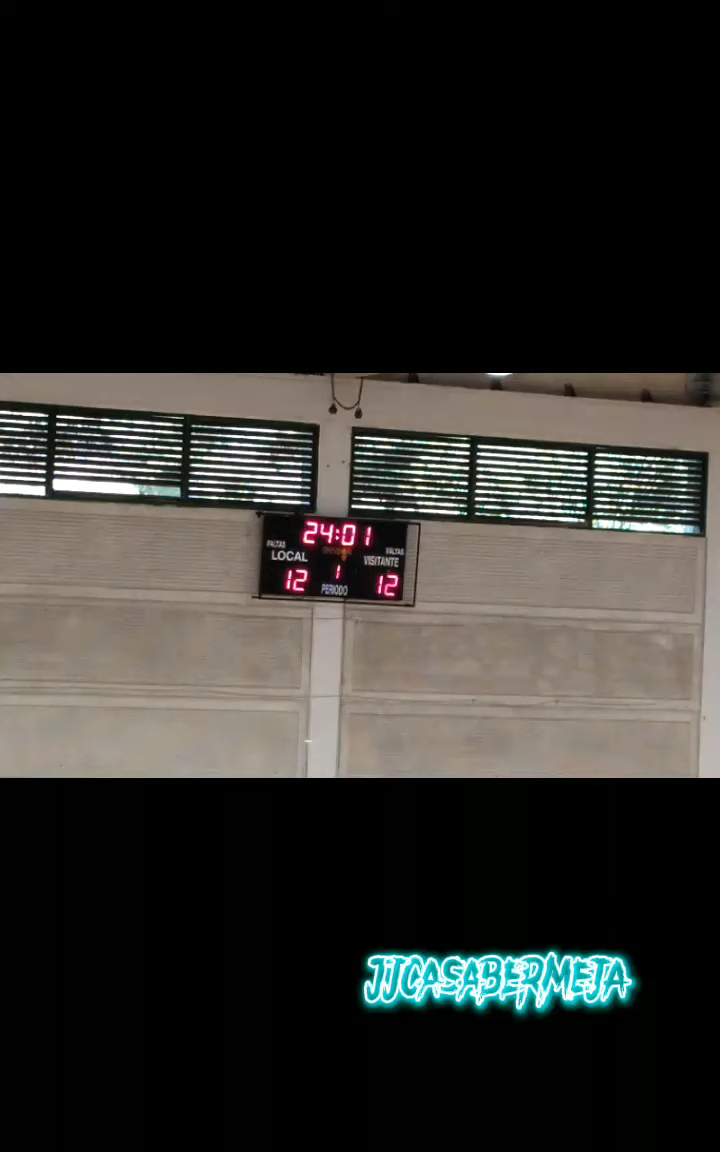 24:01
FALTAS FALTAS
LOCAL VISITANTE
12 1 12
PERIODO
JJCASABERMEJA